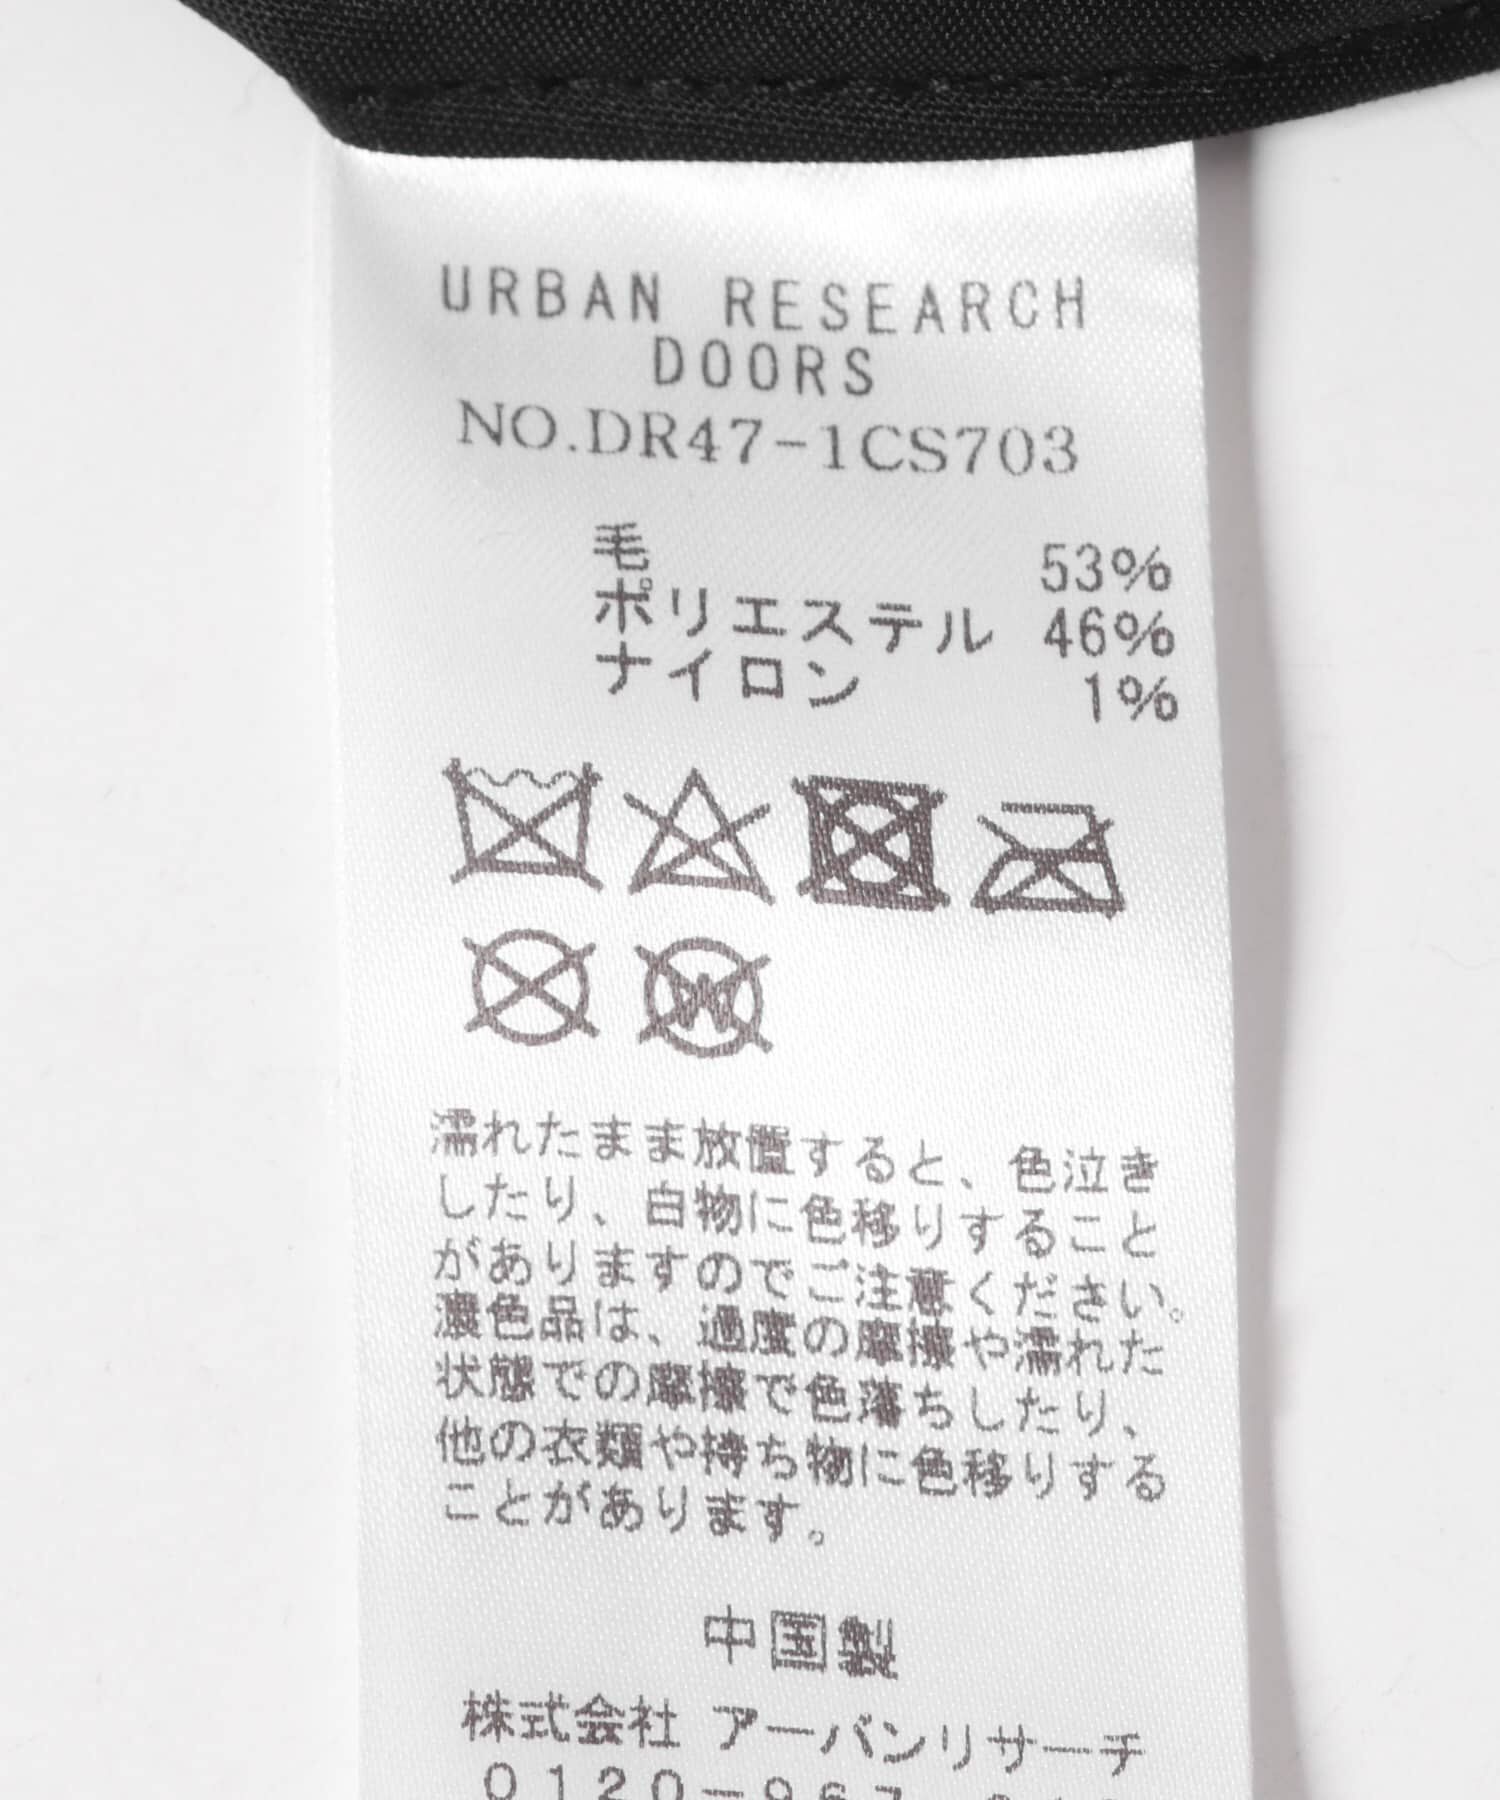 URBAN RESEARCH
DOORS
NO.DR47-1CS703
毛 53%
ポリエステル 46%
ナイロン 1%
W
濡れたまま放置すると、色泣き
したり、白物に色移りすること
がありますのでご注意ください。
濃色品は、過度の摩擦や濡れた
状態での摩擦で色落ちしたり、
他の衣類や持ち物に色移りする
ことがあります。
中国製
株式会社 アーバンリサーチ
0120-967-